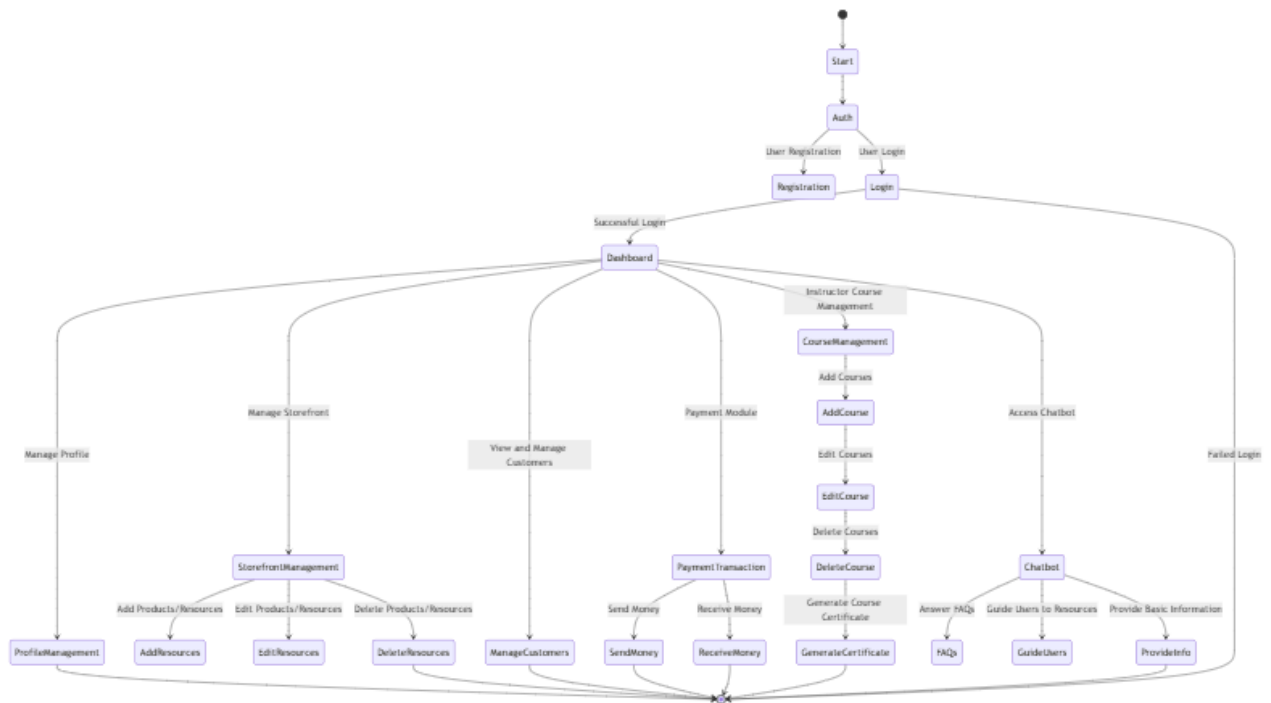 Start
Auth
User Registration
User Login
Registration
Login
Successful Login
Dashboard
Instructor Course
Management
CourseManagement
Add Courses
Manage Storefront
Payment Module
AddCourse
Access Chatbot
Manage Profile
View and Manage
Customers
Edit Courses
Failed Login
EditCourse
Delete Courses
StorefrontManagement
PaymentTransaction
DeleteCourse
Chatbot
Add Products/Resources
Edit Products/Resources
Delete Products/Resources
Send Money
Receive Money
Generate Course
Certificate
Answer FAQs
Guide Users to Resources
Provide Basic Information
ProfileManagement
AddResources
EditResources
DeleteResources
ManageCustomers
SendMoney
ReceiveMoney
GenerateCertificate
FAQs
GuideUsers
ProvideInfo